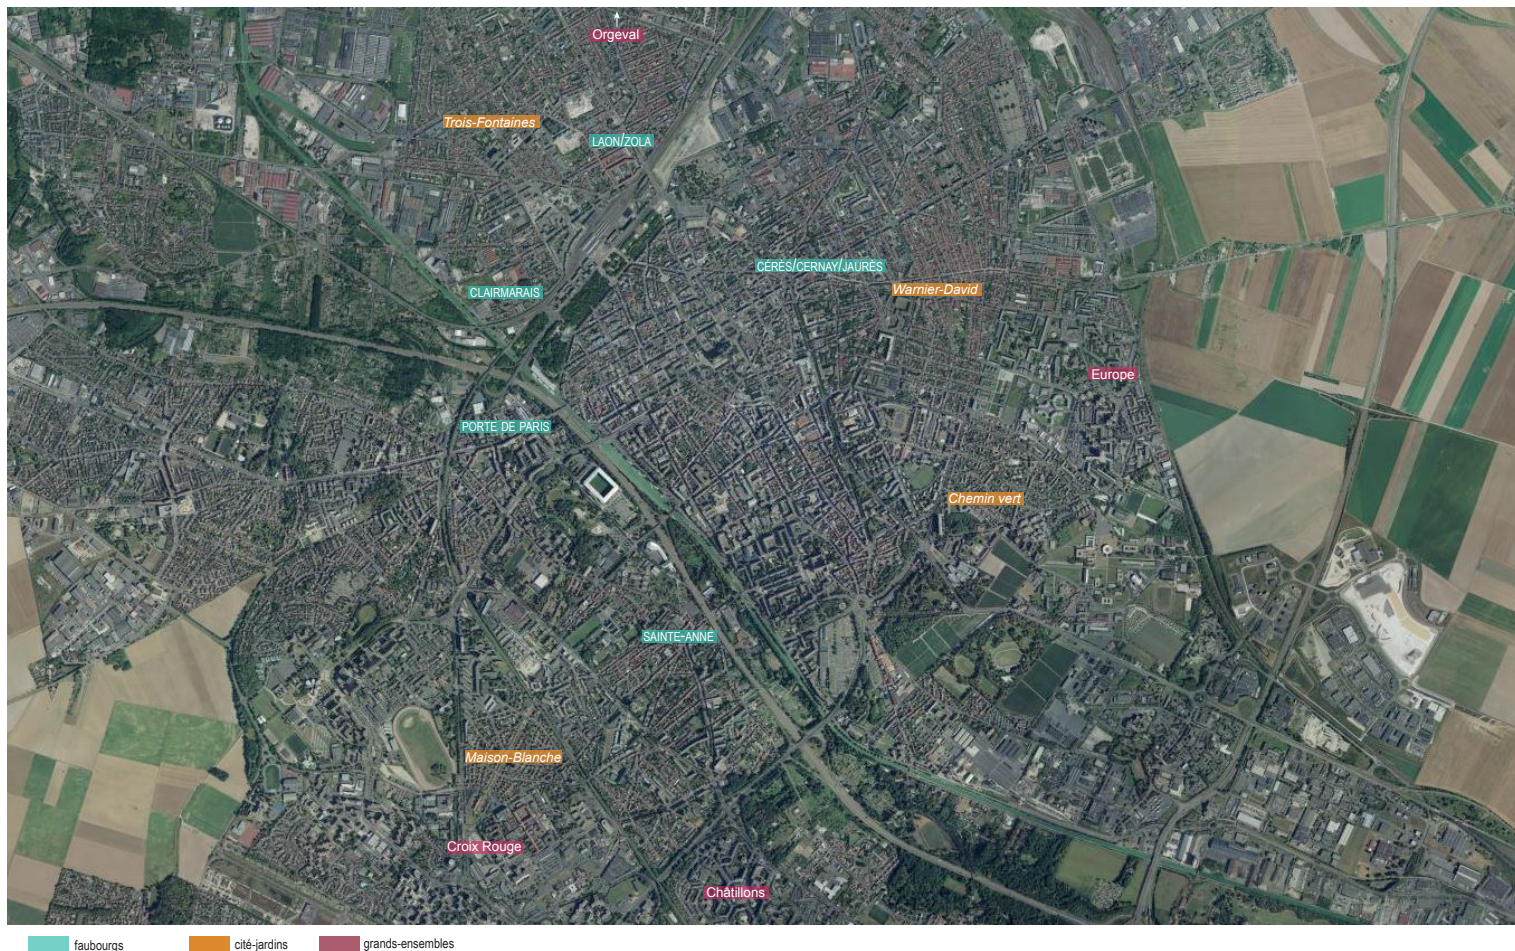 Orgeval
Trois-Fontaines
LAON/ZOLA
CÉRÈS/CERNAY/JAURÈS
CLAIRMARAIS
Warnier-David
Europe
PORTE DE PARIS
Chemin vert
SAINTE-ANNE
Maison-Blanche
Croix Rouge
Châtillons
faubourgs
cité-jardins
grands-ensembles